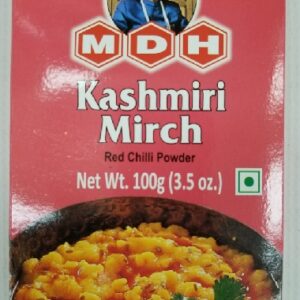 MDH
Kashmiri
Mirch
Red Chilli Powder
Net Wt. 100g (3.5 oz.)